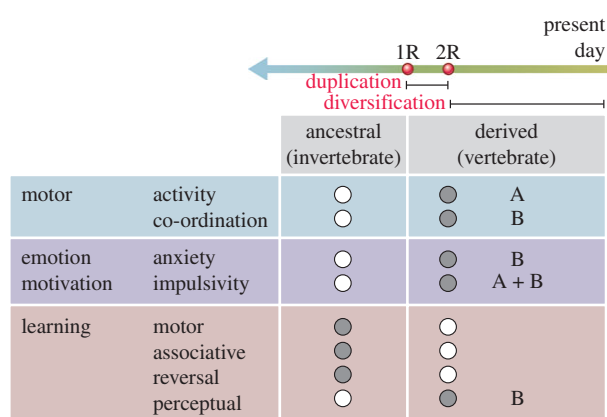 present
day
1R 2R
duplication
diversification
ancestral derived
(invertebrate) (vertebrate)
motor activity A
co-ordination B
emotion anxiety B
motivation impulsivity A + B
learning motor
associative
reversal
perceptual B